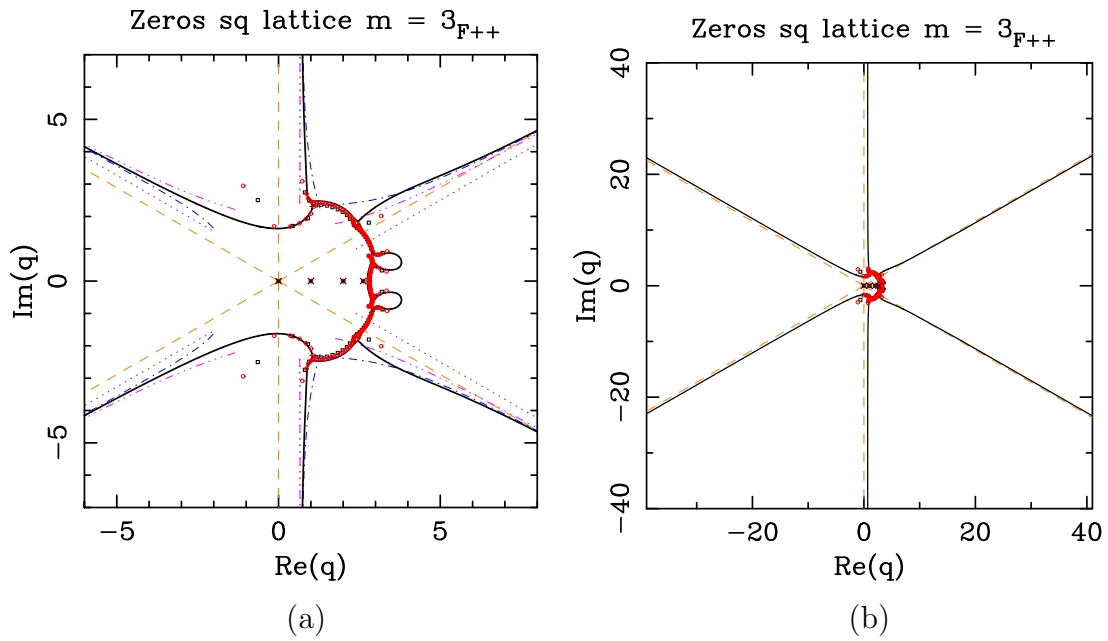 Zeros sq lattice m = 3F++
5
0
−5
Im(q)
−5 0 5
Re(q)
(a)
Zeros sq lattice m = 3F++
40
20
0
−20
−40
Im(q)
−20 0 20 40
Re(q)
(b)